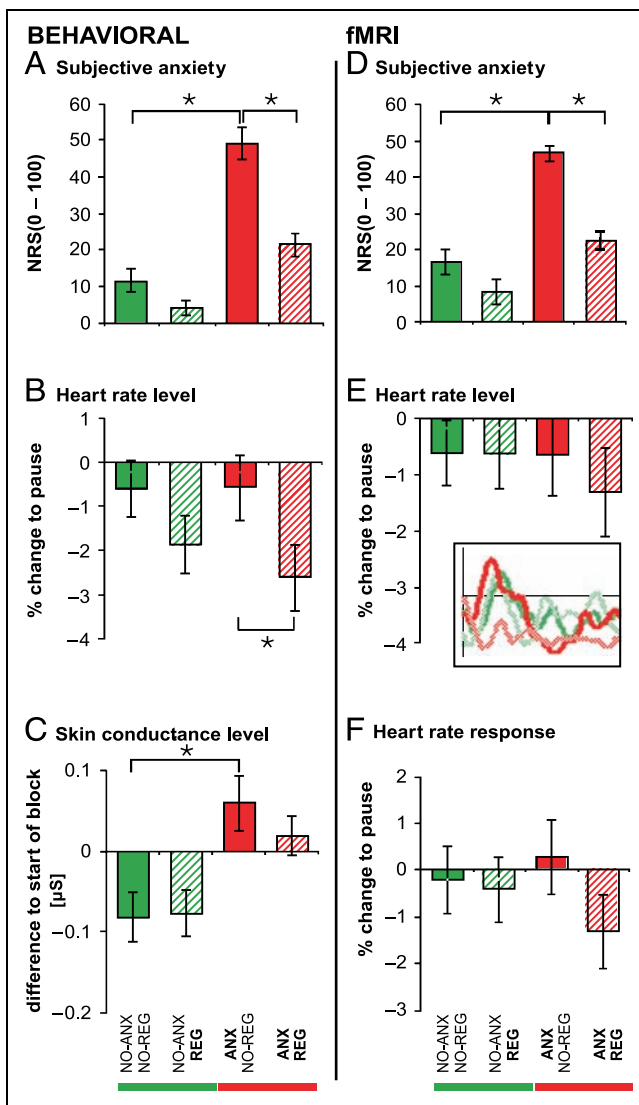 BEHAVIORAL
A Subjective anxiety
NRS(0 – 100)
60
50
40
30
20
10
0
*
*
B Heart rate level
% change to pause
1
0
–1
–2
–3
–4
*
C Skin conductance level
difference to start of block
[µS]
0.1
0
–0.1
–0.2
*
NO-ANX
NO-REG
NO-ANX
REG
ANX
NO-REG
ANX
REG
fMRI
D Subjective anxiety
NRS(0 – 100)
60
50
40
30
20
10
0
*
*
E Heart rate level
% change to pause
0
–1
–2
–3
–4
F Heart rate response
% change to pause
2
1
0
–1
–2
–3
NO-ANX
NO-REG
NO-ANX
REG
ANX
NO-REG
ANX
REG